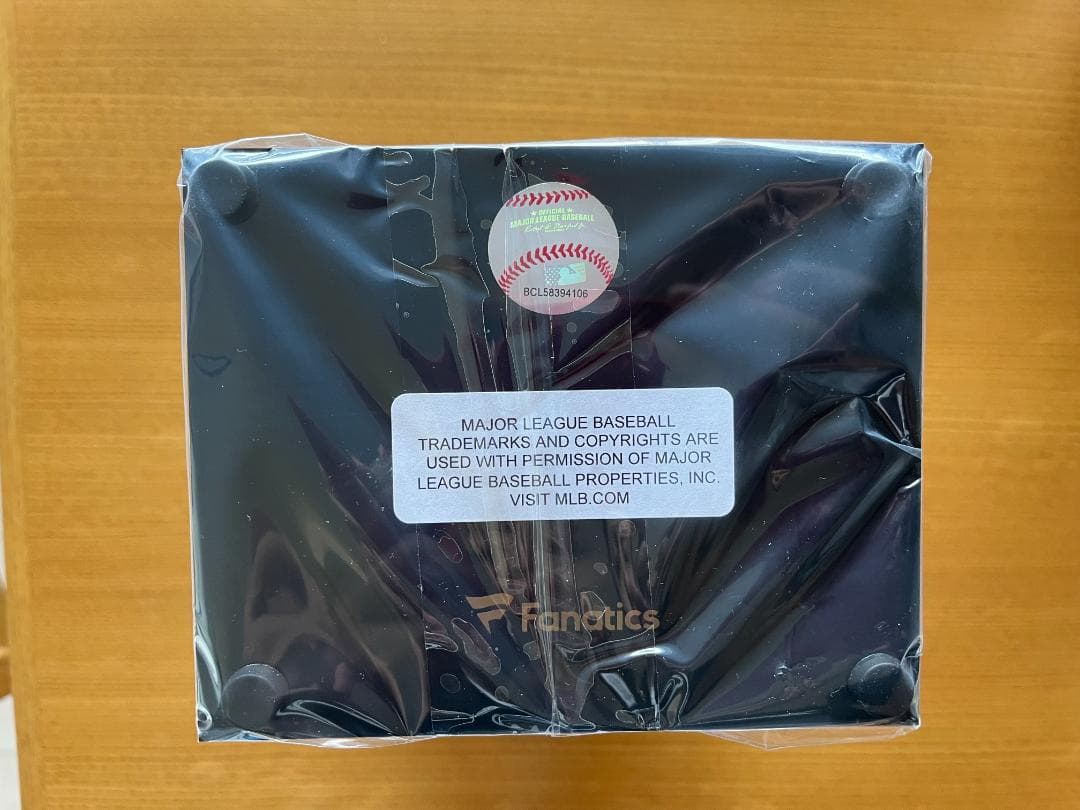 ★ OFFICIAL ★
MAJOR LEAGUE BASEBALL
BCL58394106
MAJOR LEAGUE BASEBALL
TRADEMARKS AND COPYRIGHTS ARE
USED WITH PERMISSION OF MAJOR
LEAGUE BASEBALL PROPERTIES, INC.
VISIT MLB.COM
Fanatics